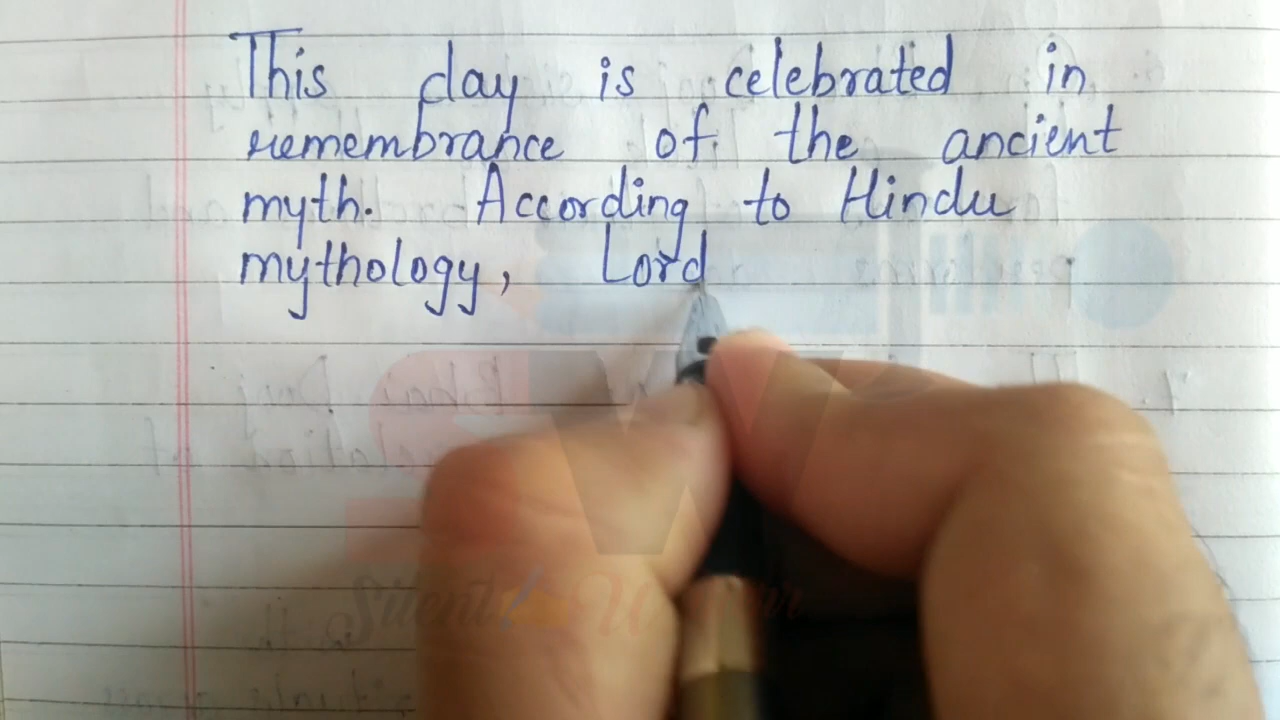 This day is celebrated in
remembrance of the ancient
myth. According to Hindu
mythology, Lord